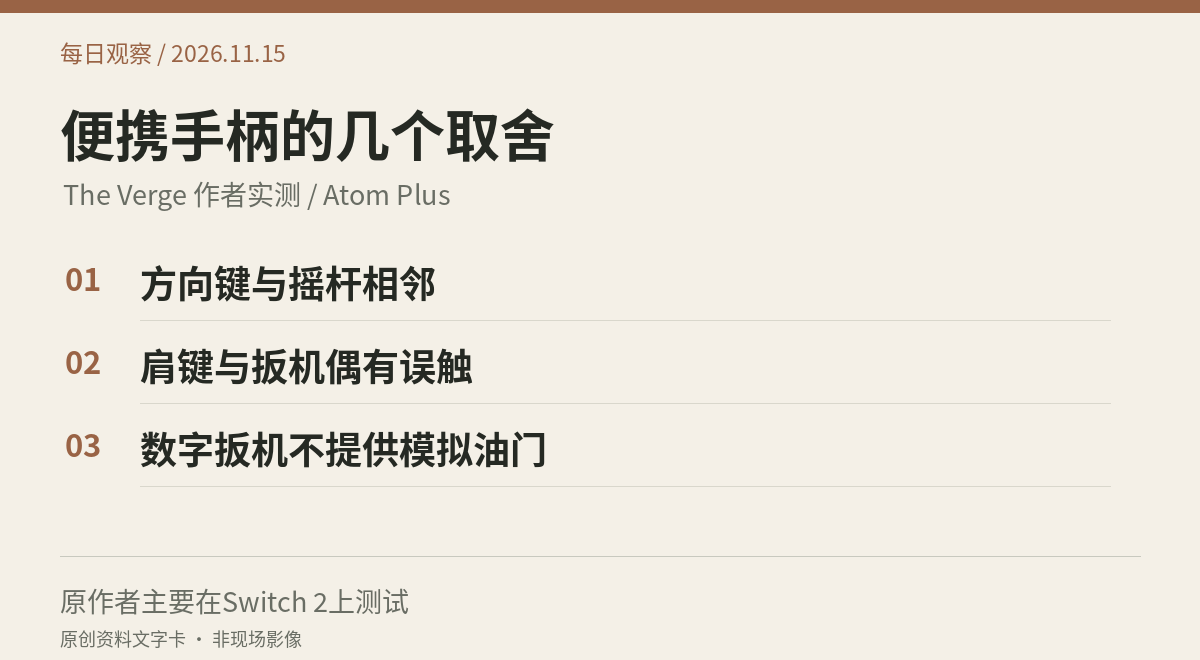 每日观察 / 2026.11.15
便携手柄的几个取舍
The Verge 作者实测 / Atom Plus
01 方向键与摇杆相邻
02 肩键与扳机偶有误触
03 数字扳机不提供模拟油门
原作者主要在Switch 2上测试
原创资料文字卡 · 非现场影像